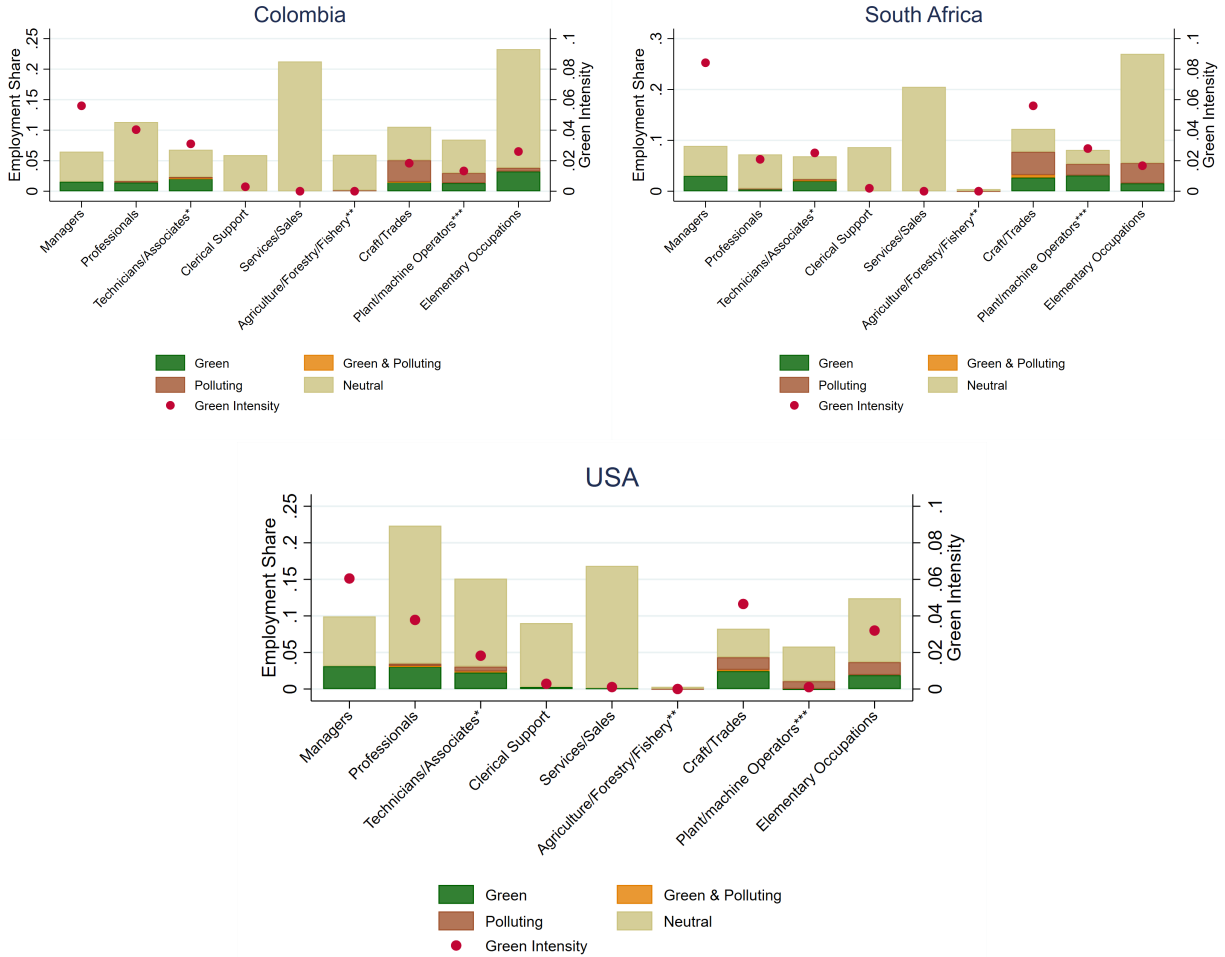 Colombia
Employment Share
0 .05 .1 .15 .2 .25
0 .02 .04 .06 .08 .1
Green Intensity
Managers
Professionals
Technicians/Associates*
Clerical Support
Services/Sales
Agriculture/Forestry/Fishery**
Craft/Trades
Plant/machine Operators***
Elementary Occupations
Green
Green & Polluting
Polluting
Neutral
Green Intensity
South Africa
Employment Share
0 .1 .2 .3
0 .02 .04 .06 .08 .1
Green Intensity
Managers
Professionals
Technicians/Associates*
Clerical Support
Services/Sales
Agriculture/Forestry/Fishery**
Craft/Trades
Plant/machine Operators***
Elementary Occupations
Green
Green & Polluting
Polluting
Neutral
Green Intensity
USA
Employment Share
0 .05 .1 .15 .2 .25
0 .02 .04 .06 .08 .1
Green Intensity
Managers
Professionals
Technicians/Associates*
Clerical Support
Services/Sales
Agriculture/Forestry/Fishery**
Craft/Trades
Plant/machine Operators***
Elementary Occupations
Green
Green & Polluting
Polluting
Neutral
Green Intensity